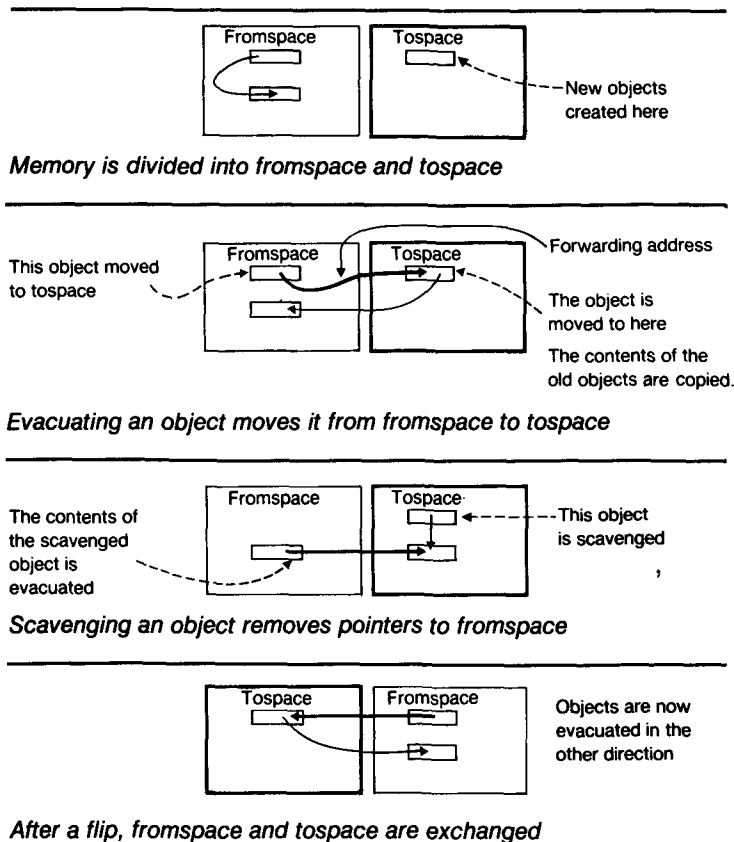 Fromspace
Tospace
New objects
created here
Memory is divided into fromspace and tospace
This object moved
to tospace
Fromspace
Tospace
Forwarding address
The object is
moved to here
The contents of the
old objects are copied.
Evacuating an object moves it from fromspace to tospace
The contents of
the scavenged
object is
evacuated
Fromspace
Tospace
This object
is scavenged
,
Scavenging an object removes pointers to fromspace
Tospace
Fromspace
Objects are now
evacuated in the
other direction
After a flip, fromspace and tospace are exchanged